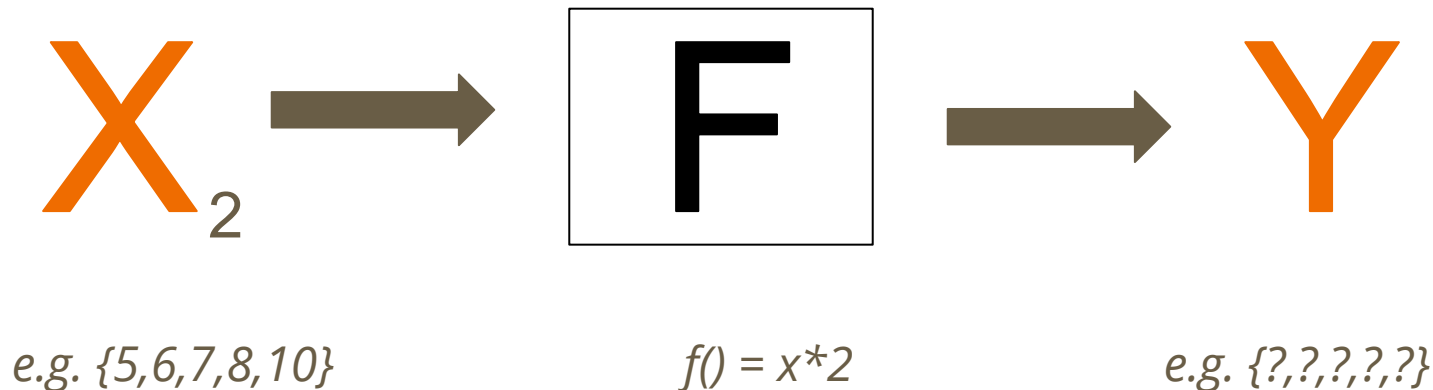 X2 F Y
e.g. {5,6,7,8,10} f() = x*2 e.g. {?,?,?,?,?}